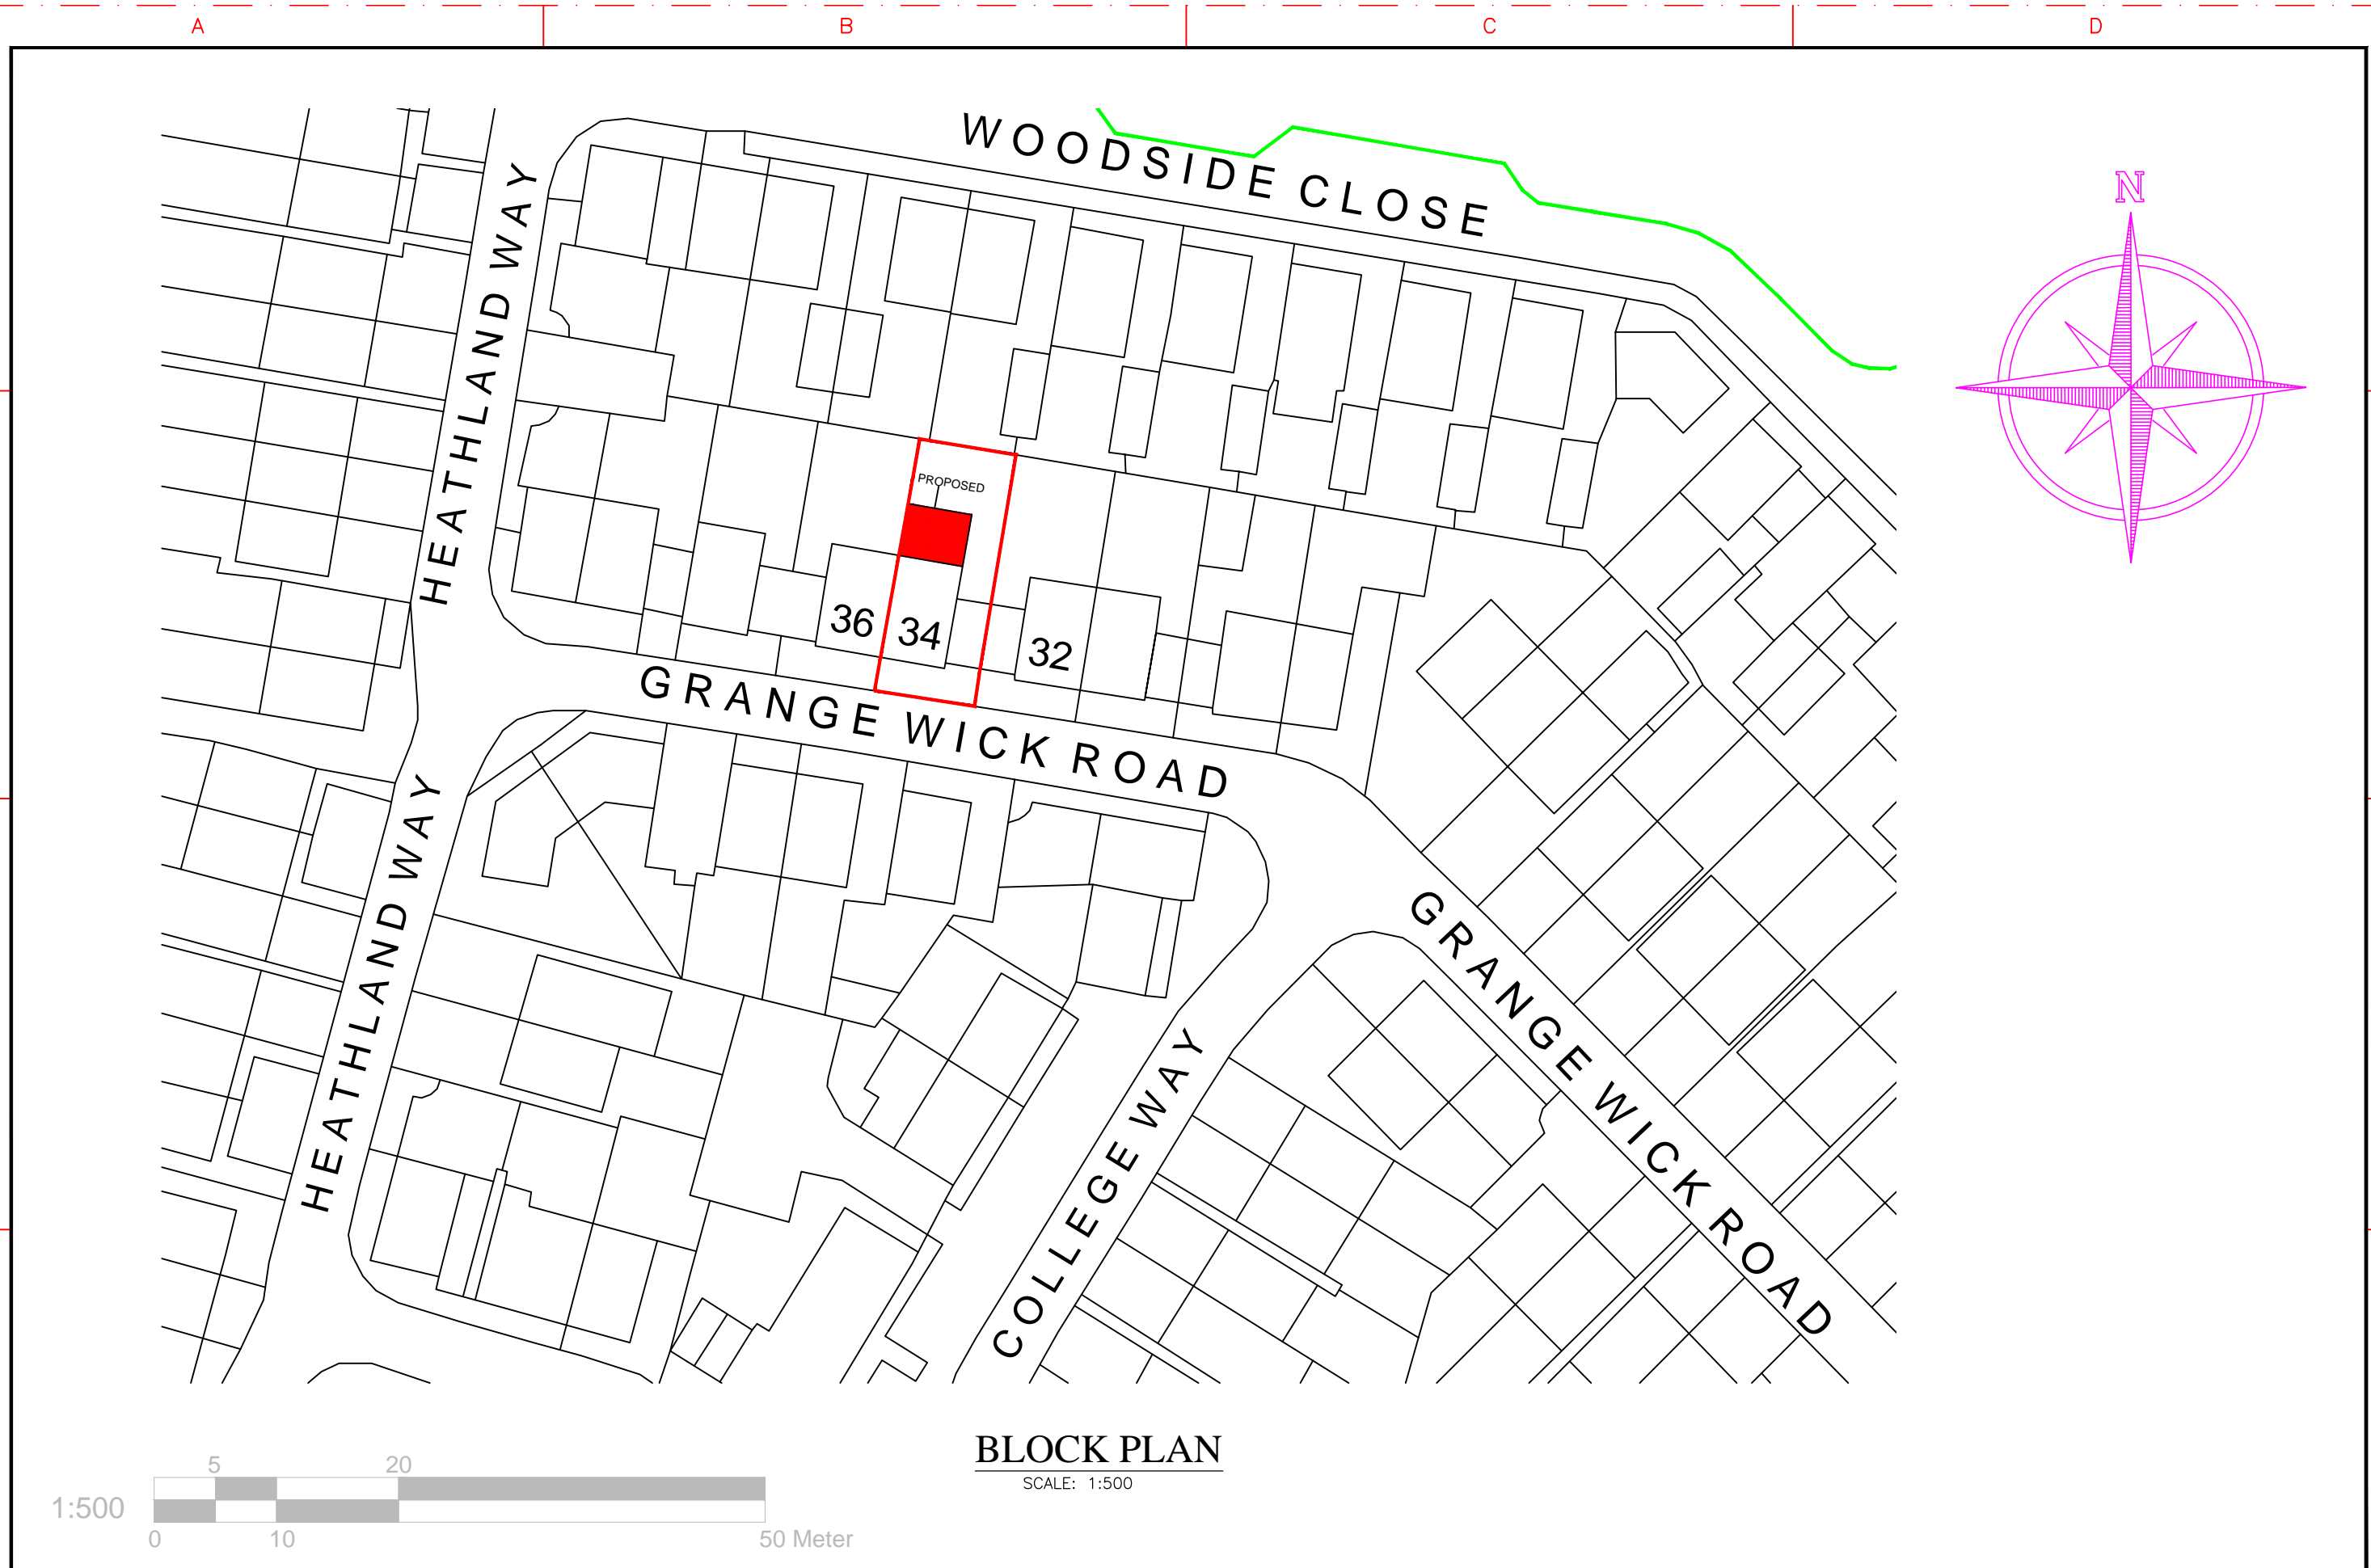 A B C D
WOODSIDE CLOSE
N
HEATHLAND WAY
PROPOSED
36 34 32
GRANGE WICK ROAD
HEATHLAND WAY
GRANGE WICK ROAD
COLLEGE WAY
BLOCK PLAN
SCALE: 1:500
5 20
1:500
0 10 50 Meter